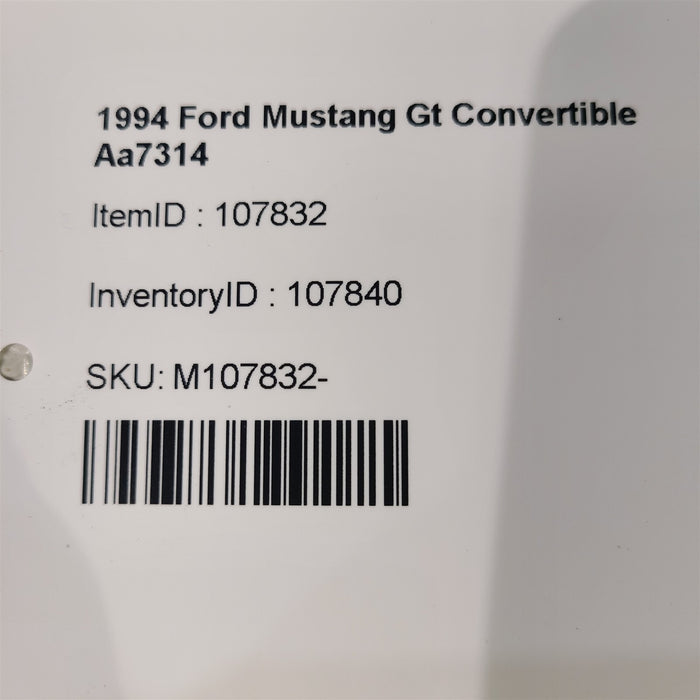 1994 Ford Mustang Gt Convertible
Aa7314
ItemID : 107832
InventoryID : 107840
SKU: M107832-